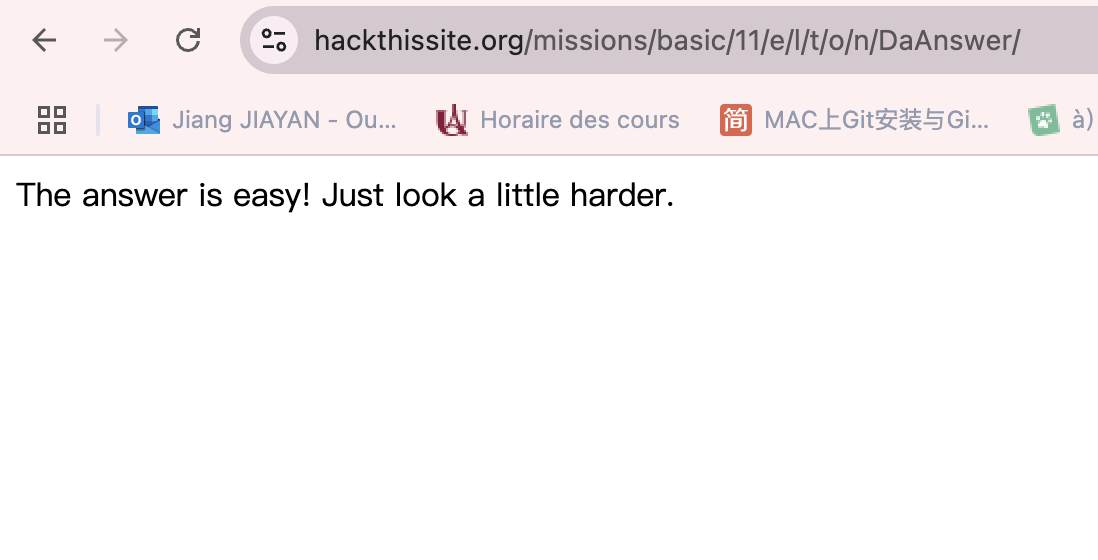 hackthissite.org/missions/basic/11/e/l/t/o/n/DaAnswer/
Jiang JIAYAN - Ou... Horaire des cours 简 MAC上Git安装与Gi... à)
The answer is easy! Just look a little harder.